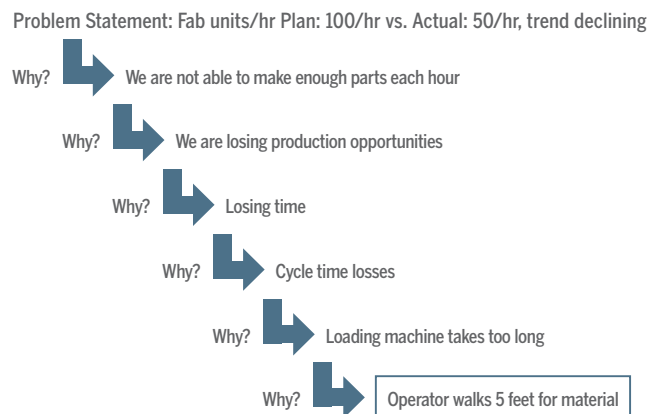 Problem Statement: Fab units/hr Plan: 100/hr vs. Actual: 50/hr, trend declining
Why? We are not able to make enough parts each hour
Why? We are losing production opportunities
Why? Losing time
Why? Cycle time losses
Why? Loading machine takes too long
Why? Operator walks 5 feet for material